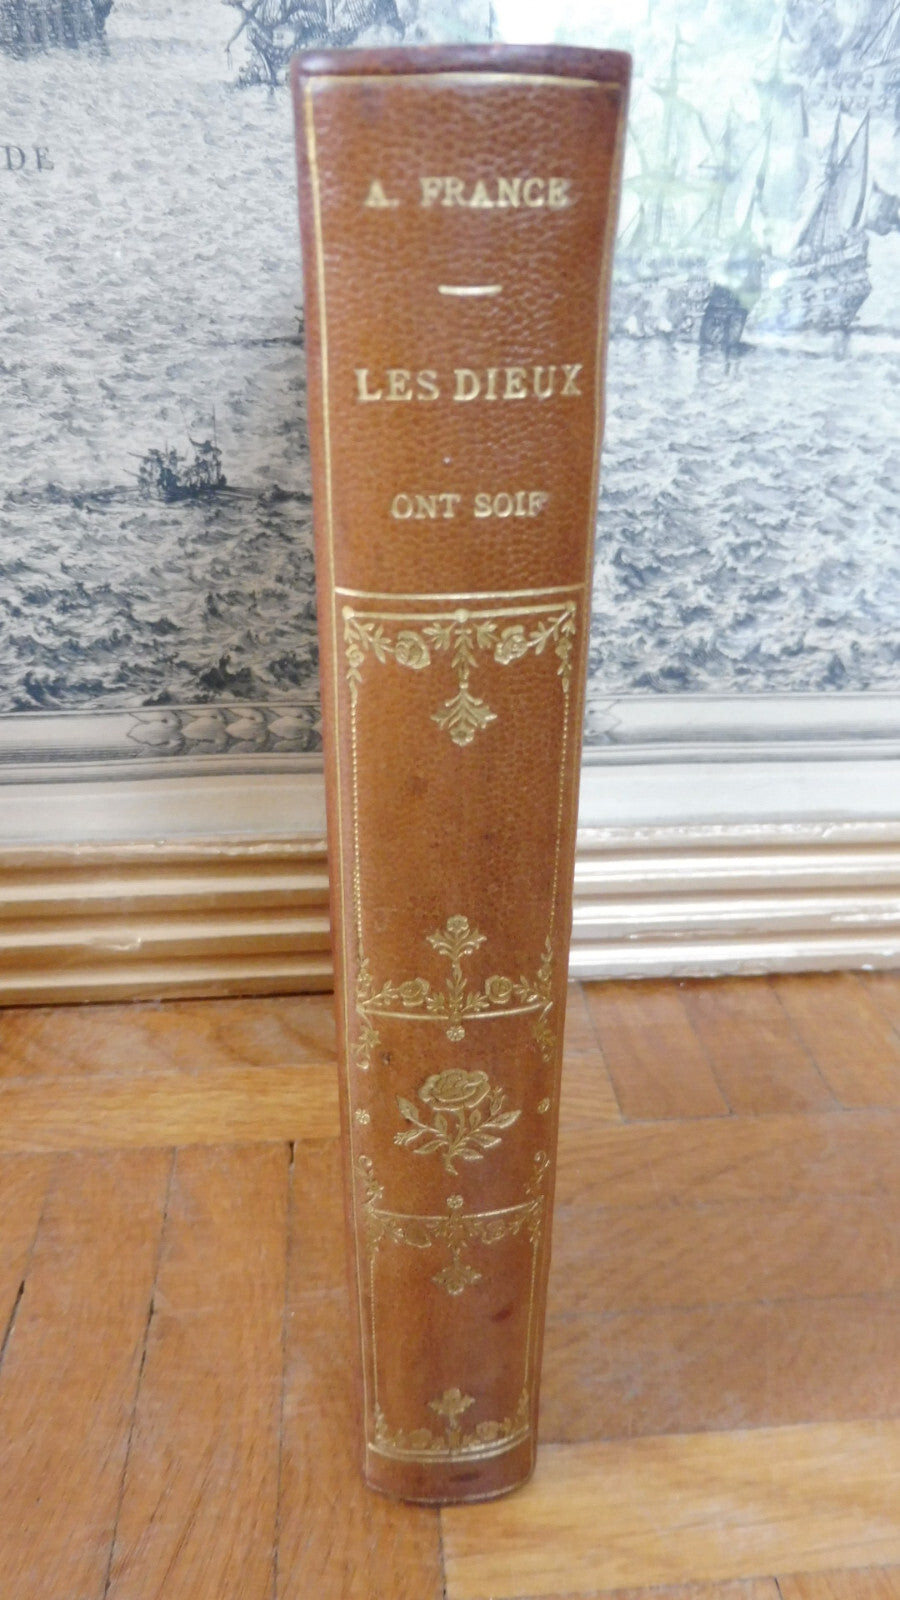 DE
A. FRANCE
LES DIEUX
ONT SOIF